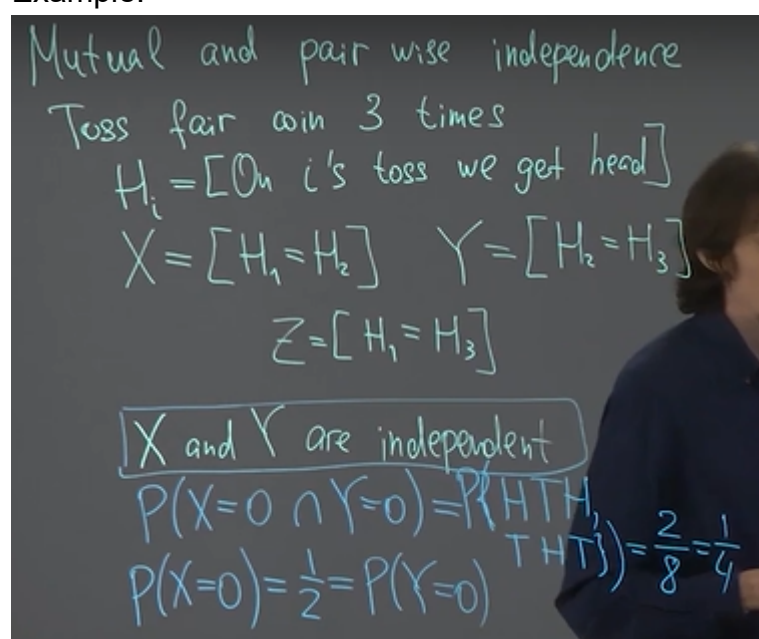 Example:
Mutual and pair wise independence
Toss fair coin 3 times
H_i = [On i's toss we get head]
X = [H_1 = H_2] Y = [H_2 = H_3]
Z = [H_1 = H_3]
X and Y are independent
P(X=0 ∩ Y=0) = P({HTH,
THT}) = 2/8 = 1/4
P(X=0) = 1/2 = P(Y=0)